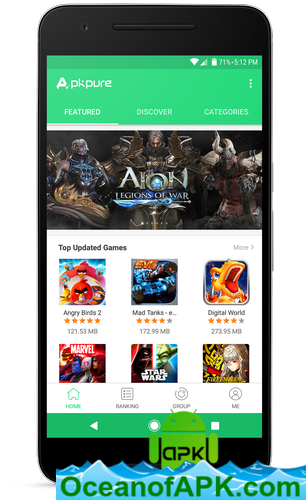 71% 5:12 PM
Apkpure
FEATURED DISCOVER CATEGORIES
AION
LEGIONS OF WAR
Top Updated Games More >
Angry Birds 2 Mad Tanks - e... Digital World
121.53 MB 172.99 MB 273.95 MB
MARVEL STAR WARS
HOME RANKING GROUP ME
apk
OceanofAPK.com